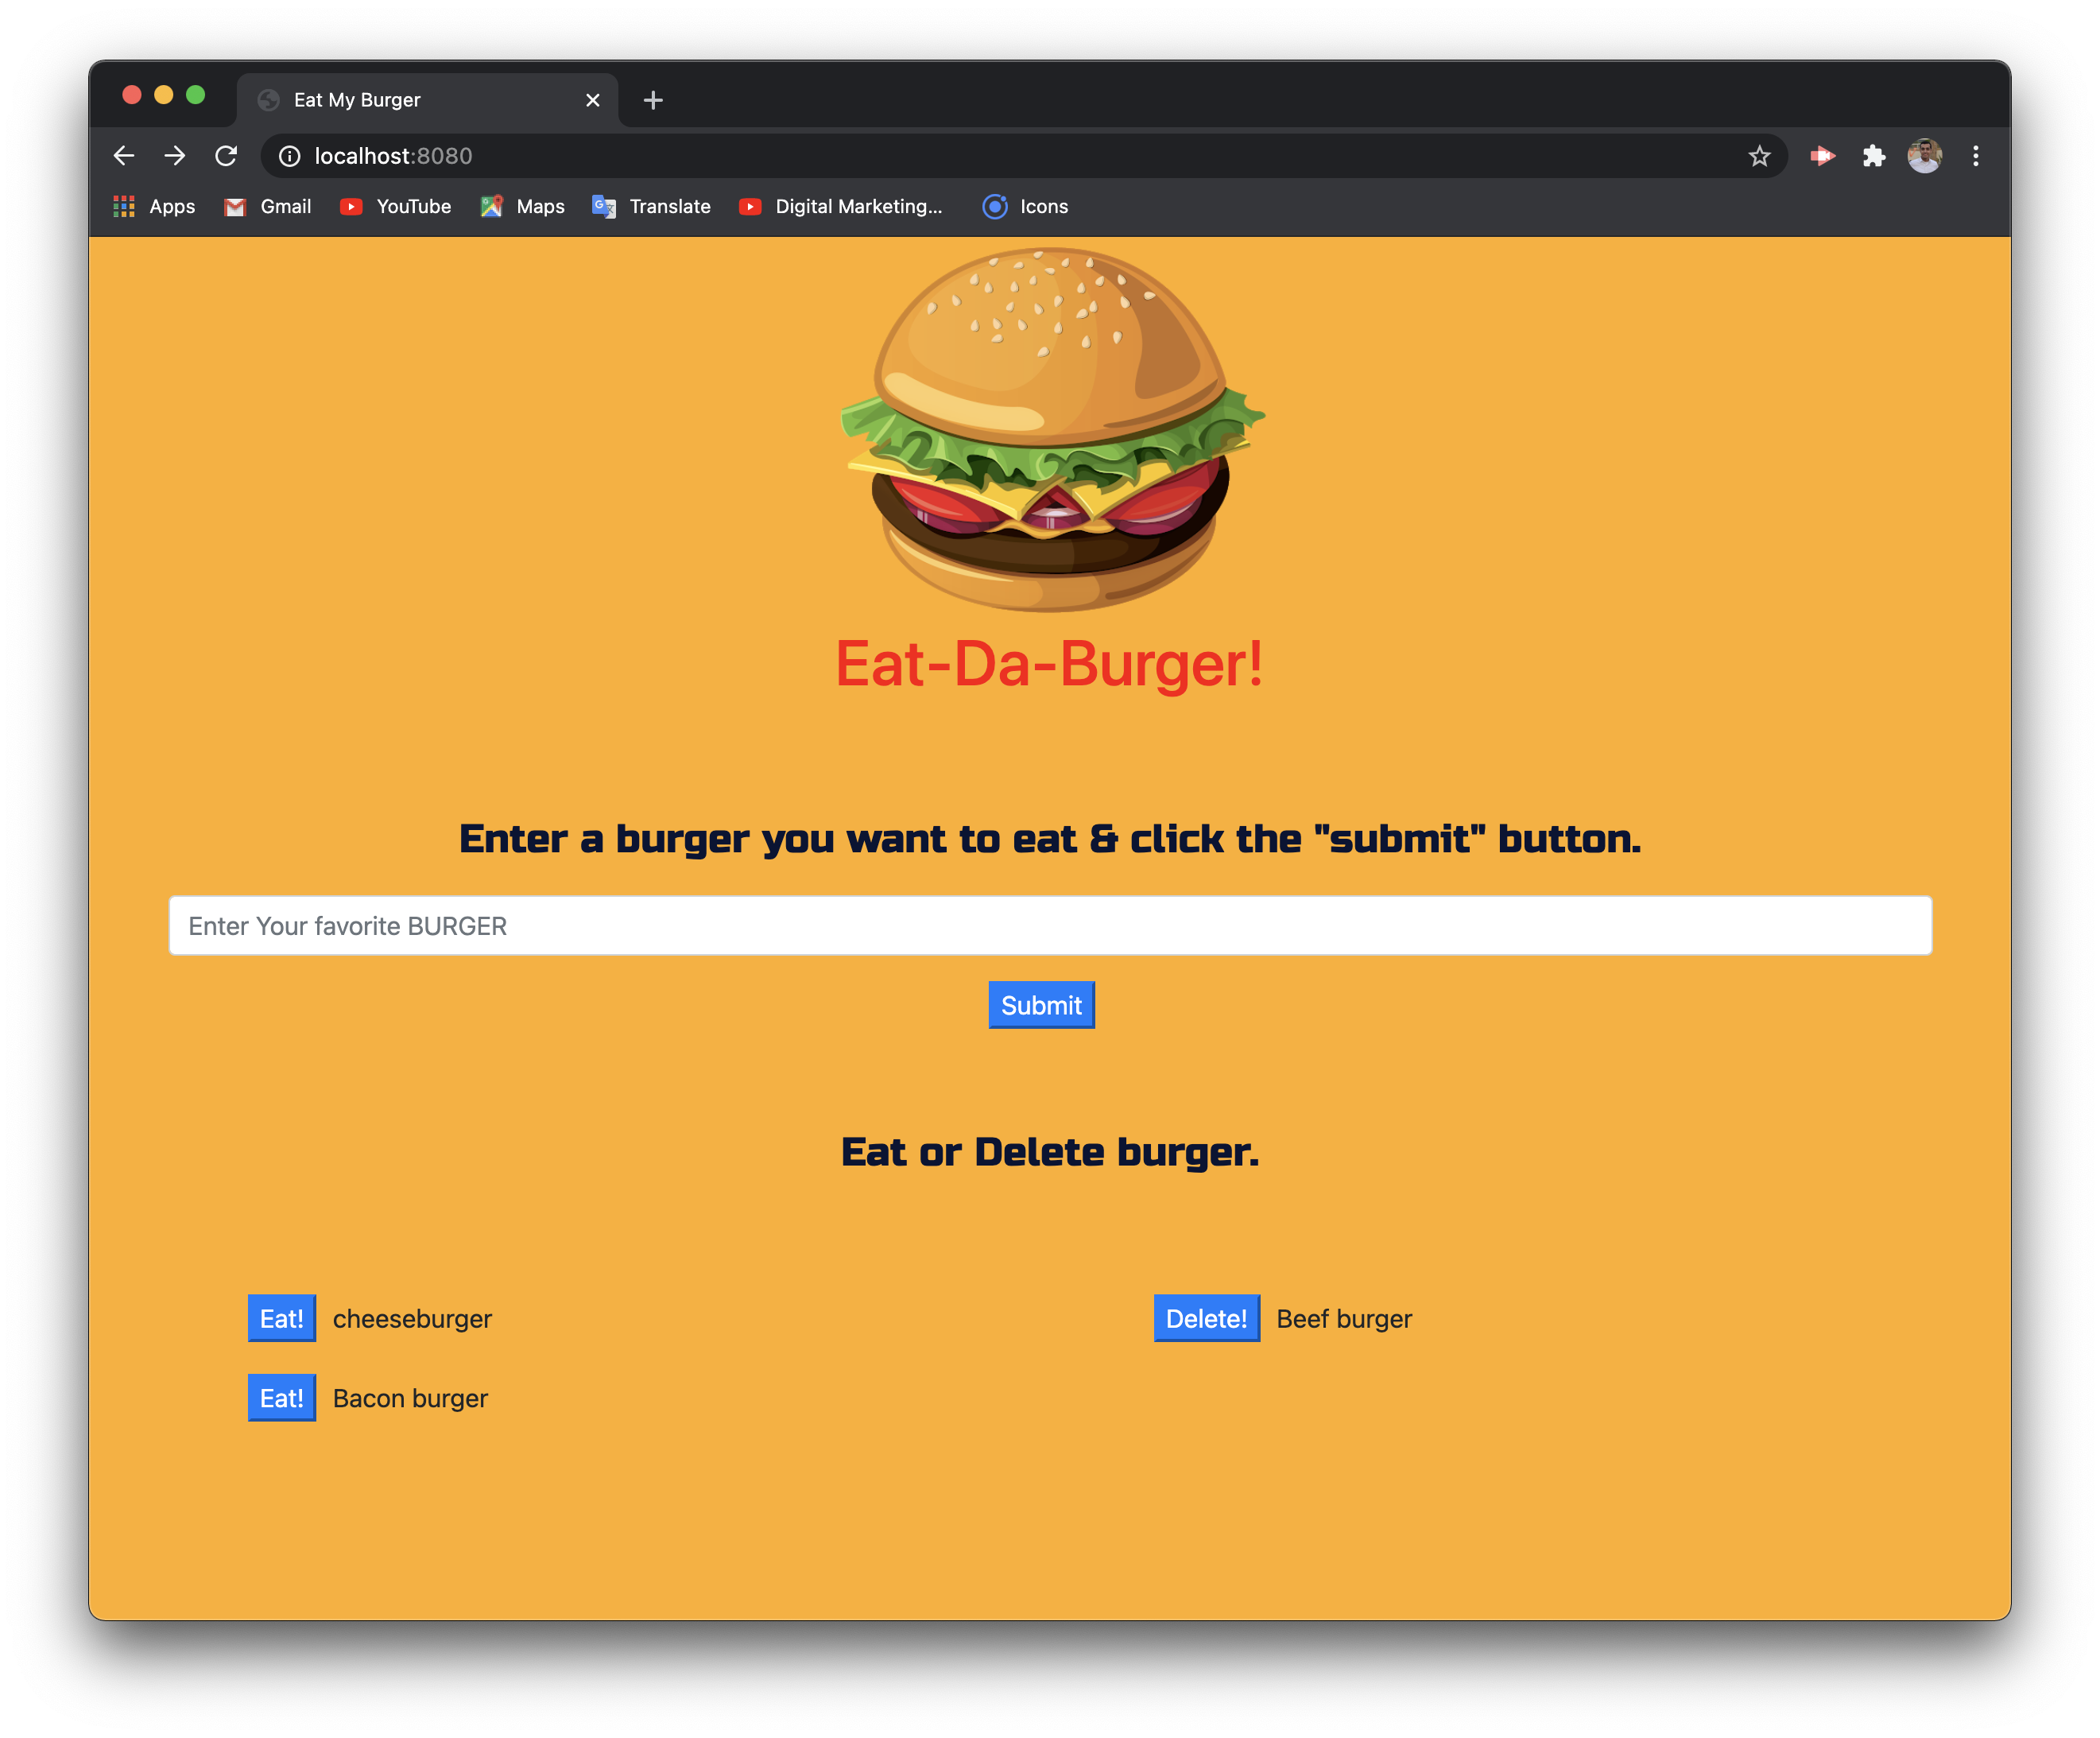 Eat My Burger
localhost:8080
Apps Gmail YouTube Maps Translate Digital Marketing... Icons
Eat-Da-Burger!
Enter a burger you want to eat & click the "submit" button.
Enter Your favorite BURGER
Submit
Eat or Delete burger.
Eat! cheeseburger
Delete! Beef burger
Eat! Bacon burger